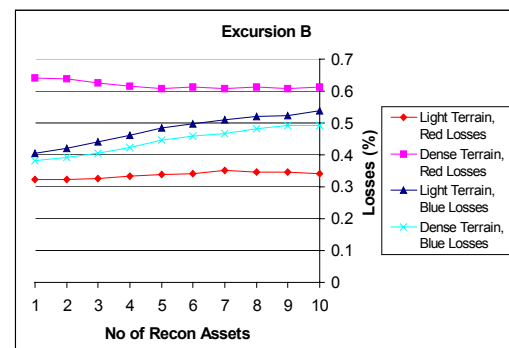 Excursion B
0.7
0.6
0.5
0.4
0.3
0.2
0.1
0
Losses (%)
1 2 3 4 5 6 7 8 9 10
No of Recon Assets
Light Terrain,
Red Losses
Dense Terrain,
Red Losses
Light Terrain,
Blue Losses
Dense Terrain,
Blue Losses